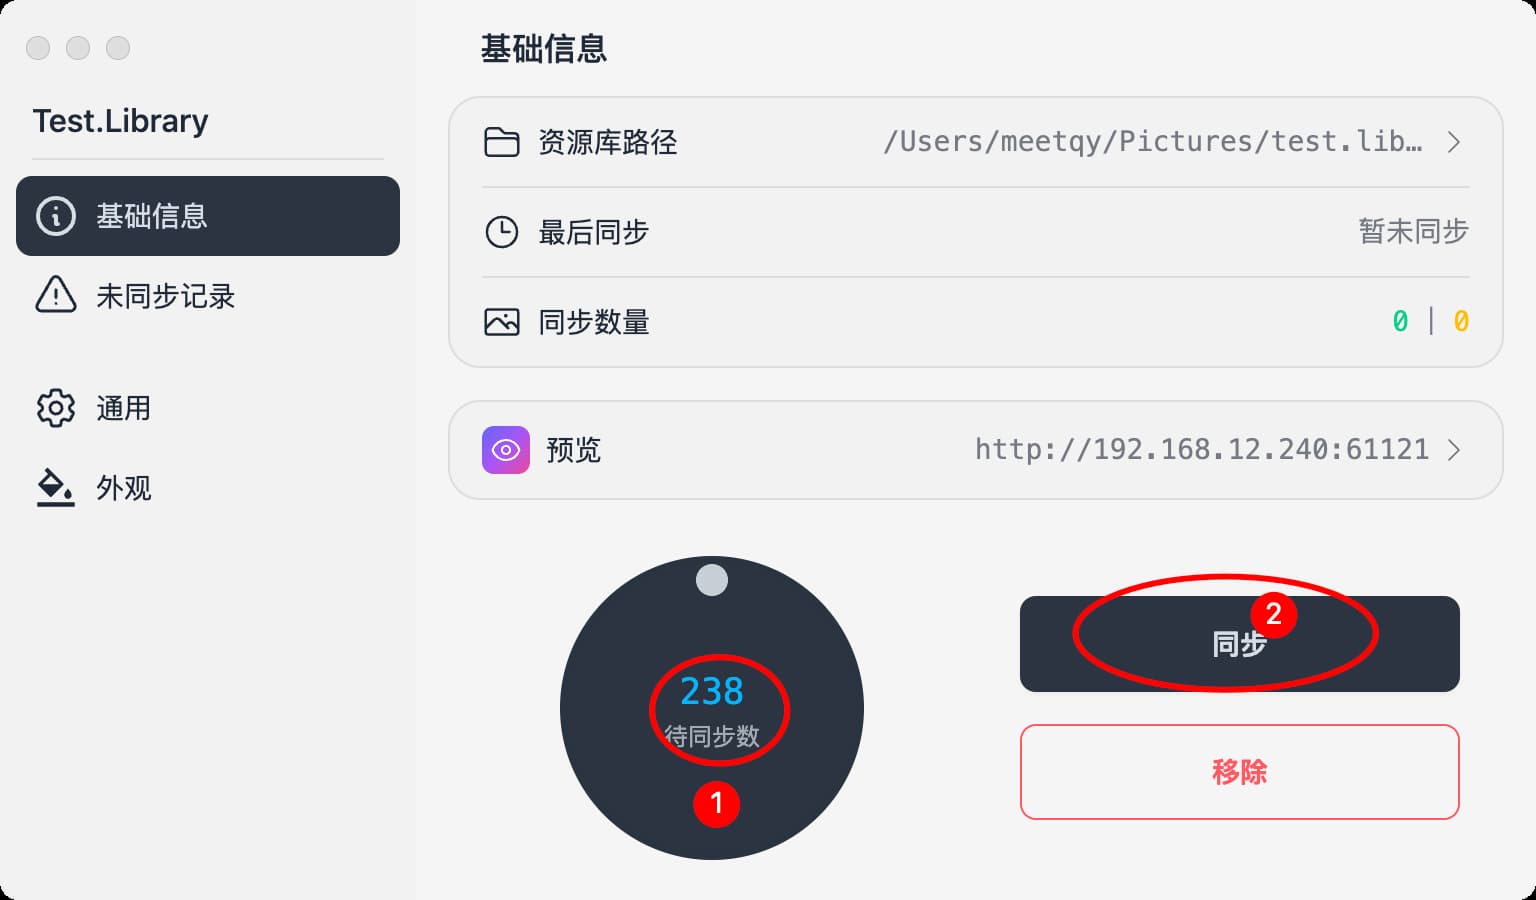 Test.Library
基础信息
未同步记录
通用
外观
基础信息
资源库路径 /Users/meetqy/Pictures/test.lib…
最后同步 暂未同步
同步数量 0 | 0
预览 http://192.168.12.240:61121
238
待同步数
1
2
同步
移除